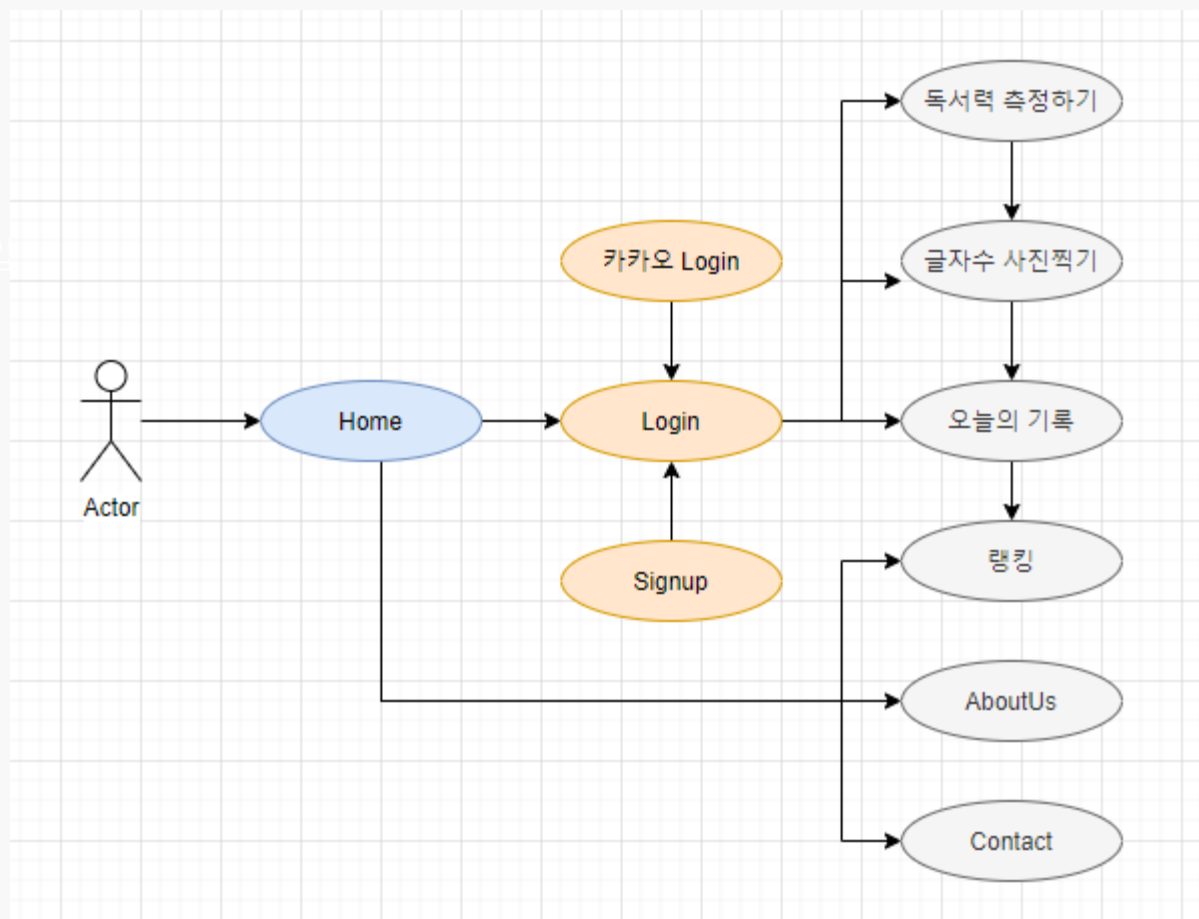 독서력 측정하기
카카오 Login
글자수 사진찍기
Actor
Home
Login
오늘의 기록
Signup
랭킹
AboutUs
Contact